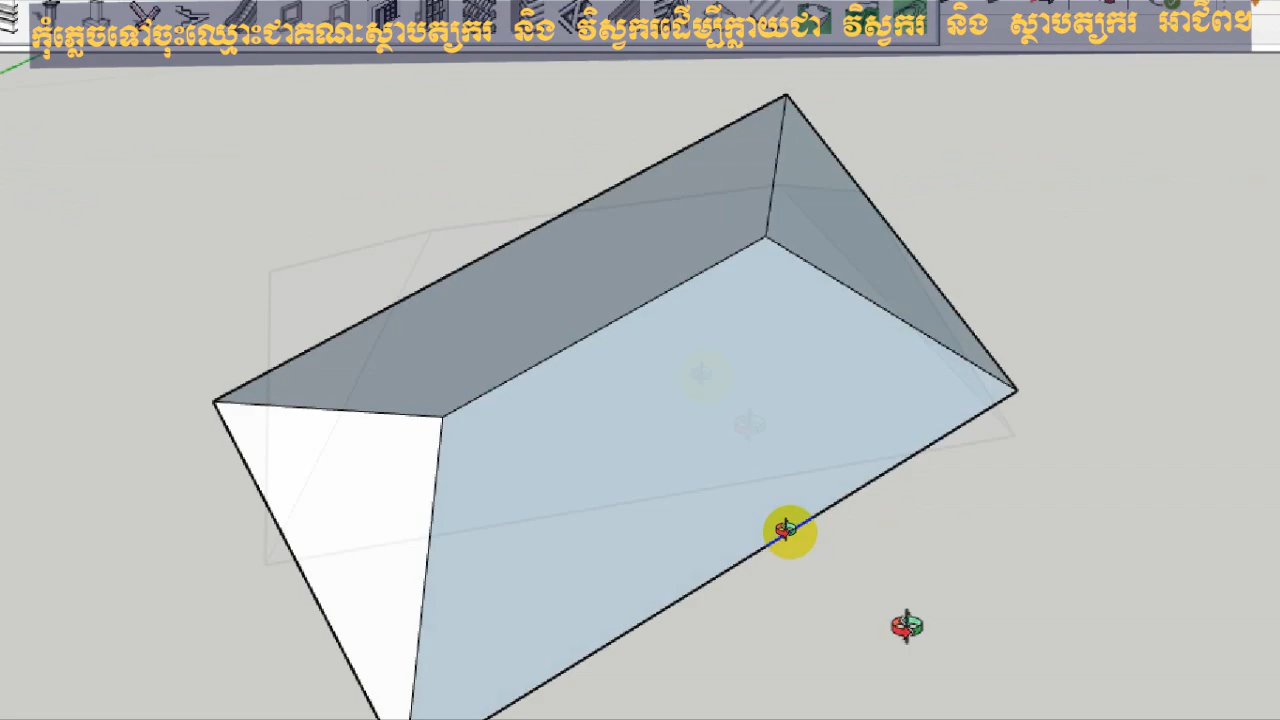 កុំភ្លេចទៅចុះឈ្មោះជាគណៈស្ថាបត្យករ និង វិស្វករដើម្បីក្លាយជា វិស្វករ និង ស្ថាបត្យករ អាជីព៕